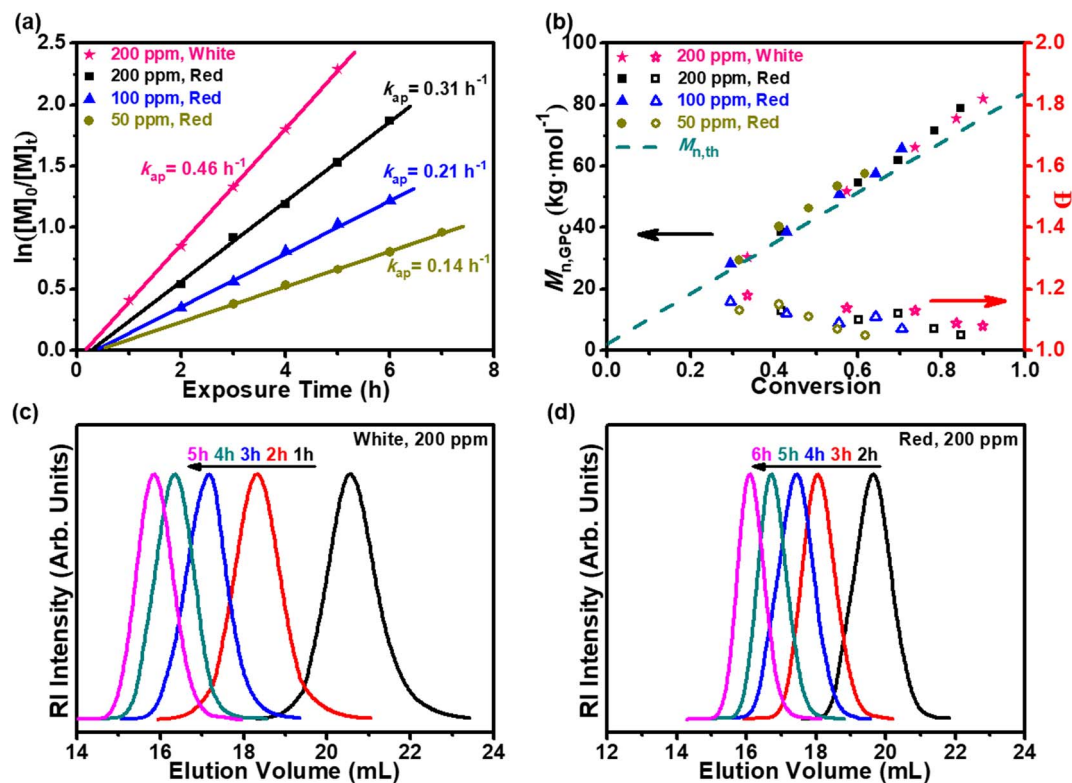 (a)
2.5
2.0
1.5
1.0
0.5
0.0
ln([M]0/[M]t)
200 ppm, White
200 ppm, Red
100 ppm, Red
50 ppm, Red
kap= 0.31 h-1
kap= 0.46 h-1
kap= 0.21 h-1
kap= 0.14 h-1
2 4 6 8
Exposure Time (h)
(b)
100
80
60
40
20
0
Mn,GPC (kg·mol-1)
200 ppm, White
200 ppm, Red
100 ppm, Red
50 ppm, Red
Mn,th
2.0
1.8
1.6
1.4
1.2
1.0
Đ
0.0 0.2 0.4 0.6 0.8 1.0
Conversion
(c)
RI Intensity (Arb. Units)
White, 200 ppm
5h 4h 3h 2h 1h
14 16 18 20 22 24
Elution Volume (mL)
(d)
RI Intensity (Arb. Units)
Red, 200 ppm
6h 5h 4h 3h 2h
12 14 16 18 20 22 24
Elution Volume (mL)